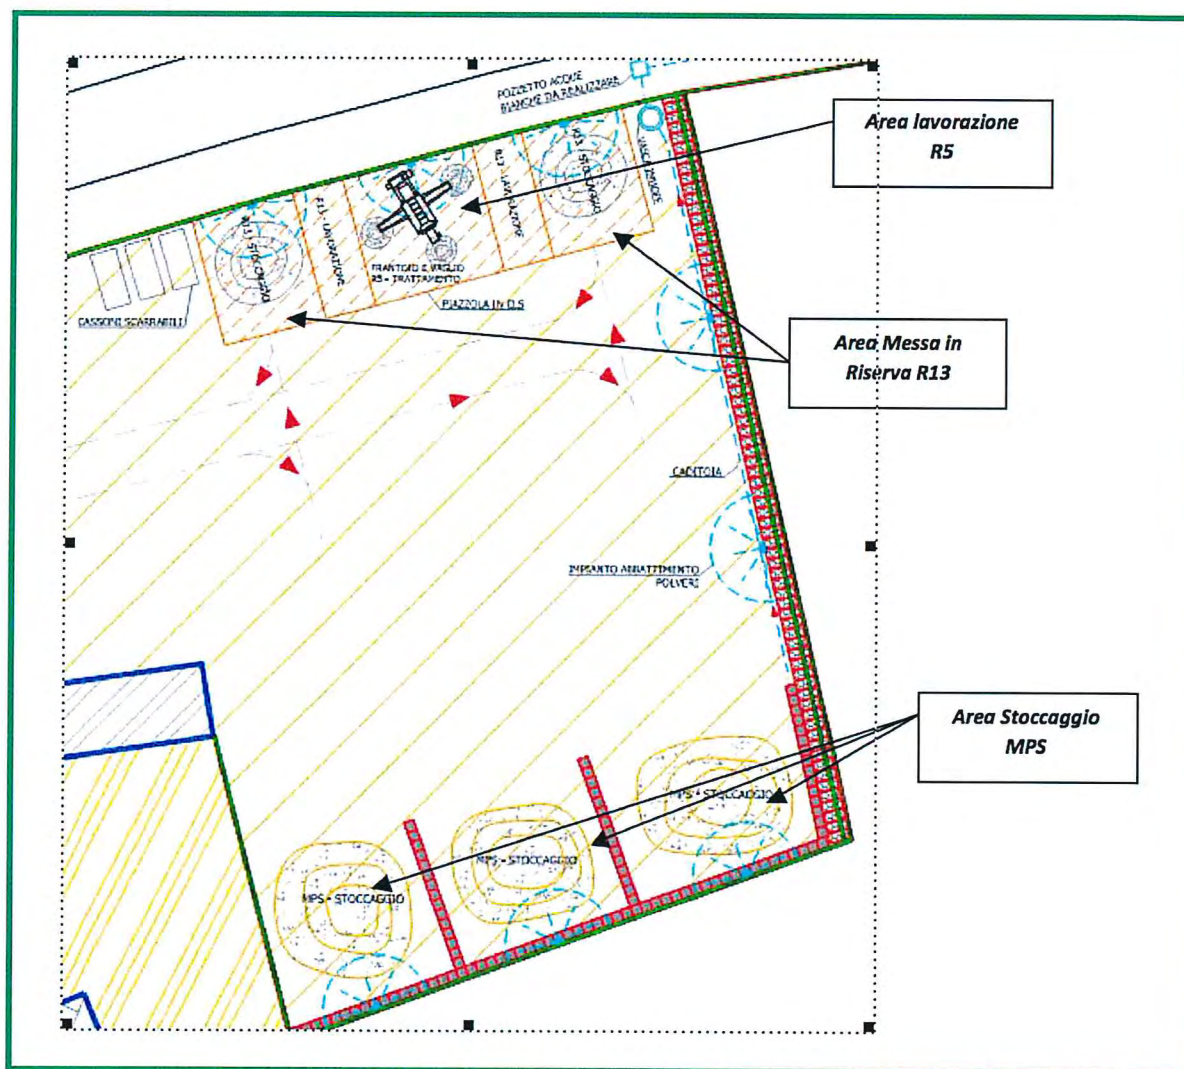 POZZETTO ACQUE
BIANCHE DA REALIZZARE
Area lavorazione
R5
R13 - STOCCAGGIO
R13 - LAVORAZIONE
FRANTOIO E VAGLIO
R5 - TRATTAMENTO
R13 - LAVORAZIONE
R13 - STOCCAGGIO
PIAZZOLA IN CLS
CASSONI SCARRABILI
Area Messa in
Riserva R13
CADITOIA
IMPIANTO ABBATTIMENTO
POLVERI
Area Stoccaggio
MPS
MPS - STOCCAGGIO
MPS - STOCCAGGIO
MPS - STOCCAGGIO